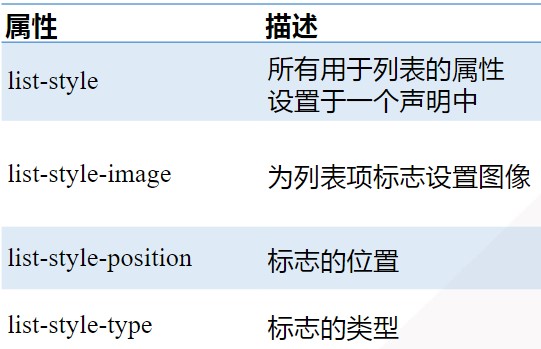 属性 描述
list-style 所有用于列表的属性
设置于一个声明中
list-style-image 为列表项标志设置图像
list-style-position 标志的位置
list-style-type 标志的类型